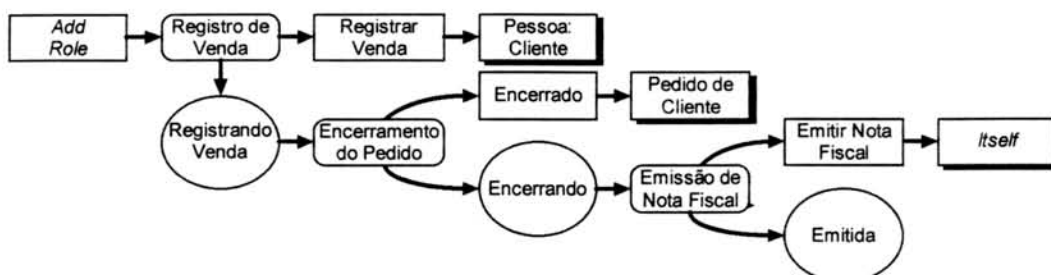 Add
Role
Registro de
Venda
Registrar
Venda
Pessoa:
Cliente
Registrando
Venda
Encerramento
do Pedido
Encerrado
Pedido de
Cliente
Encerrando
Emissão de
Nota Fiscal
Emitir Nota
Fiscal
Itself
Emitida